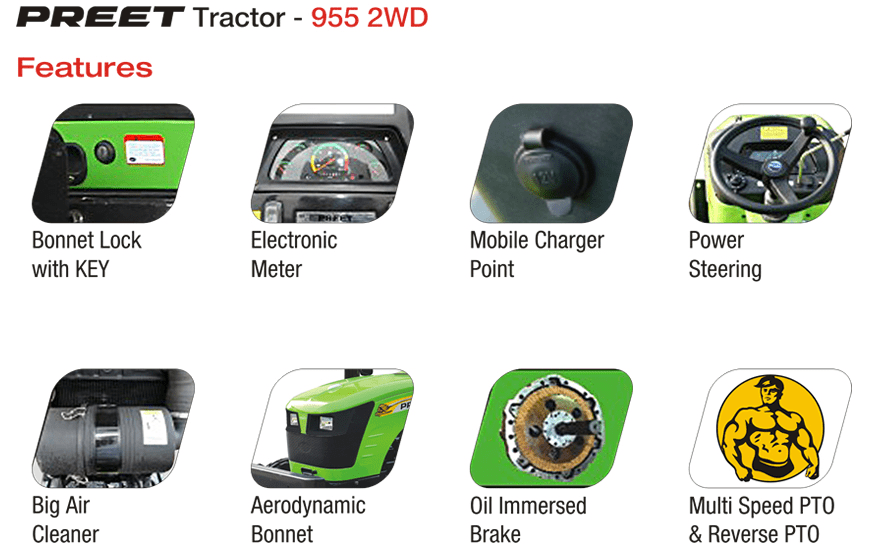 PREET Tractor - 955 2WD
Features
PREET
Bonnet Lock
with KEY
Electronic
Meter
Mobile Charger
Point
Power
Steering
Big Air
Cleaner
Aerodynamic
Bonnet
Oil Immersed
Brake
Multi Speed PTO
& Reverse PTO